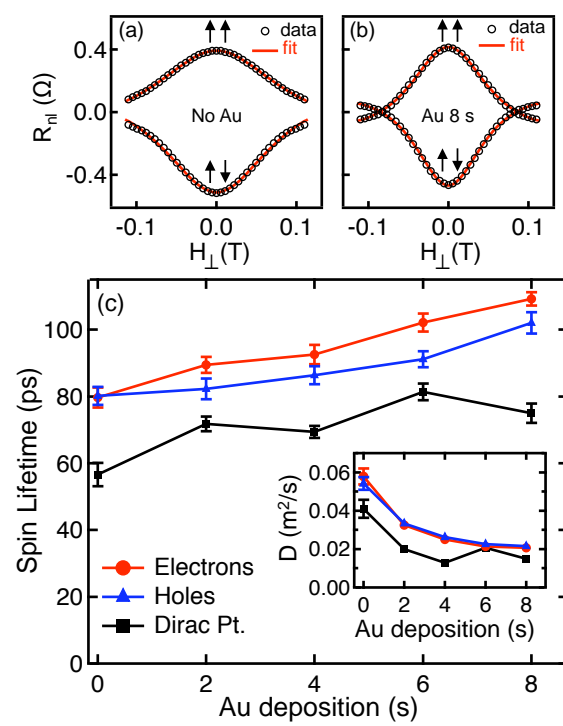 (a)
data
fit
No Au
R_nl (Ω)
0.4
0.0
-0.4
-0.1 0.0 0.1
H⊥(T)
(b)
data
fit
Au 8 s
-0.1 0.0 0.1
H⊥(T)
(c)
Spin Lifetime (ps)
100
80
60
40
20
0
Electrons
Holes
Dirac Pt.
0 2 4 6 8
Au deposition (s)
D (m²/s)
0.06
0.04
0.02
0.00
0 2 4 6 8
Au deposition (s)